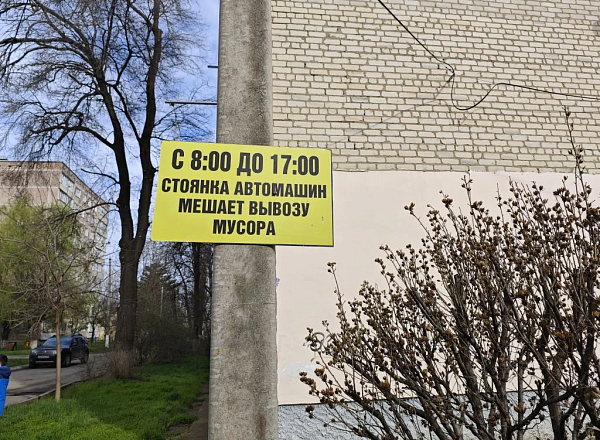 С 8:00 ДО 17:00
СТОЯНКА АВТОМАШИН
МЕШАЕТ ВЫВОЗУ
МУСОРА